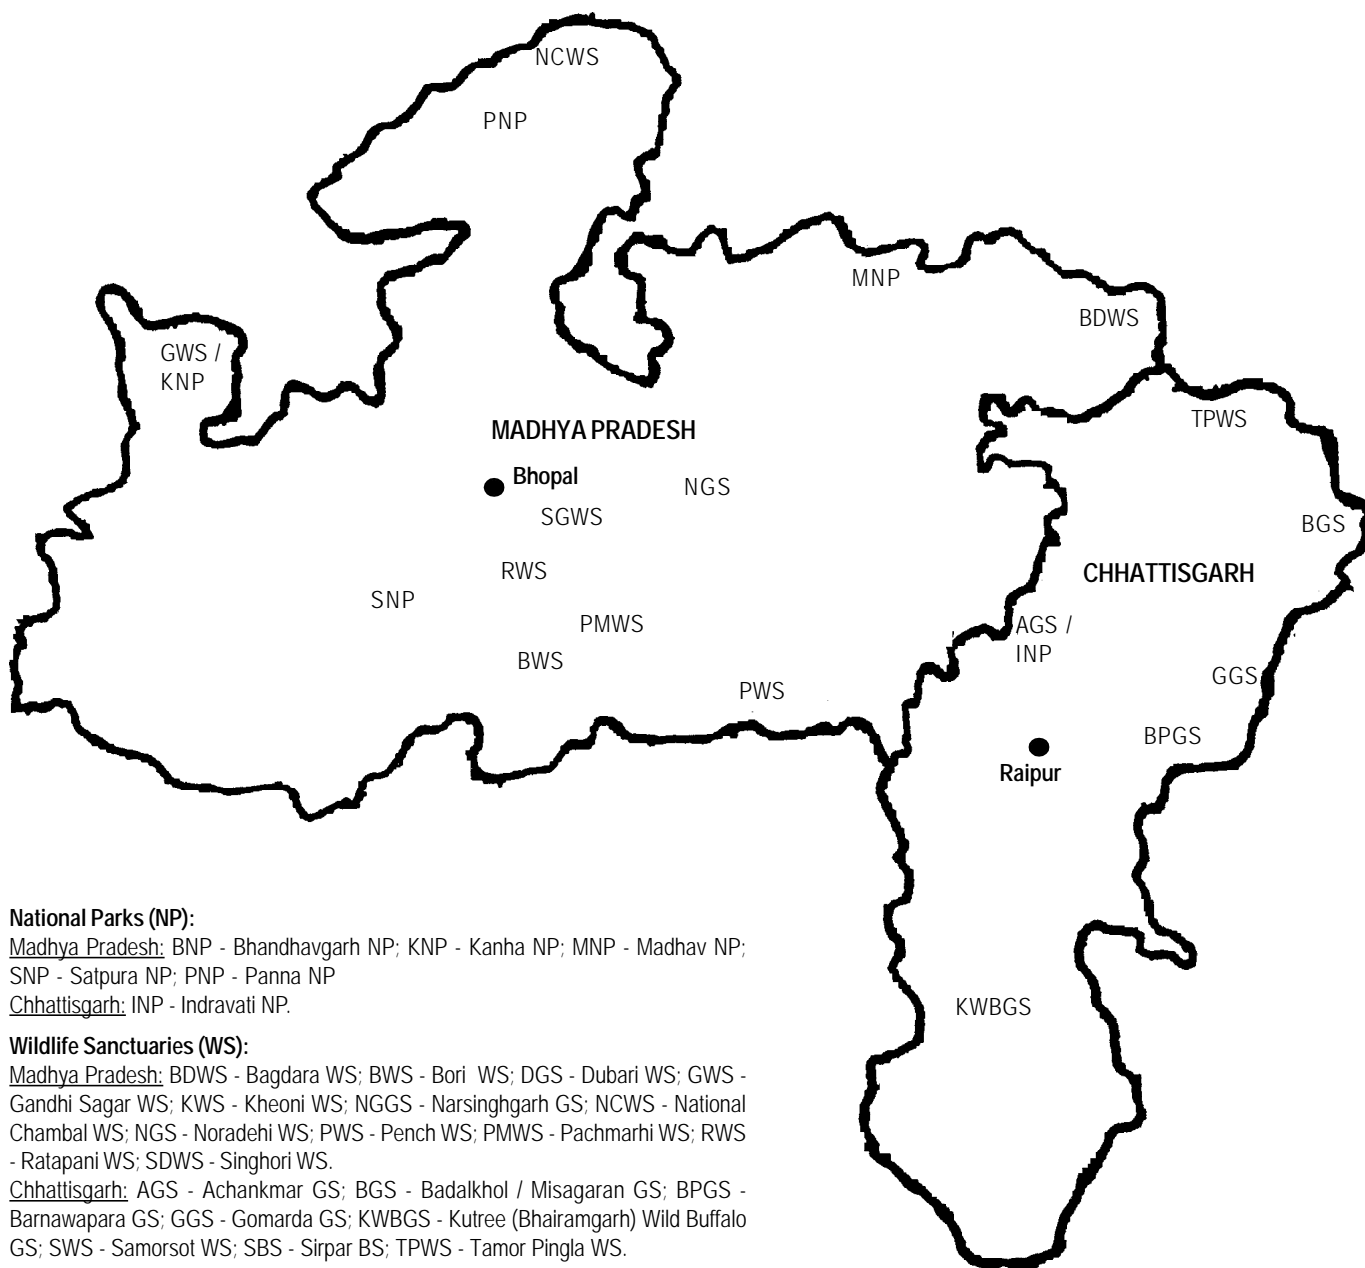 NCWS
PNP
MNP
BDWS
GWS /
KNP
TPWS
MADHYA PRADESH
Bhopal
NGS
SGWS
BGS
RWS
CHHATTISGARH
SNP
PMWS
AGS /
INP
BWS
GGS
PWS
BPGS
Raipur
KWBGS
National Parks (NP):
Madhya Pradesh: BNP - Bhandhavgarh NP; KNP - Kanha NP; MNP - Madhav NP;
SNP - Satpura NP; PNP - Panna NP
Chhattisgarh: INP - Indravati NP.
Wildlife Sanctuaries (WS):
Madhya Pradesh: BDWS - Bagdara WS; BWS - Bori WS; DGS - Dubari WS; GWS -
Gandhi Sagar WS; KWS - Kheoni WS; NGGS - Narsinghgarh GS; NCWS - National
Chambal WS; NGS - Noradehi WS; PWS - Pench WS; PMWS - Pachmarhi WS; RWS
- Ratapani WS; SDWS - Singhori WS.
Chhattisgarh: AGS - Achankmar GS; BGS - Badalkhol / Misagaran GS; BPGS -
Barnawapara GS; GGS - Gomarda GS; KWBGS - Kutree (Bhairamgarh) Wild Buffalo
GS; SWS - Samorsot WS; SBS - Sirpar BS; TPWS - Tamor Pingla WS.